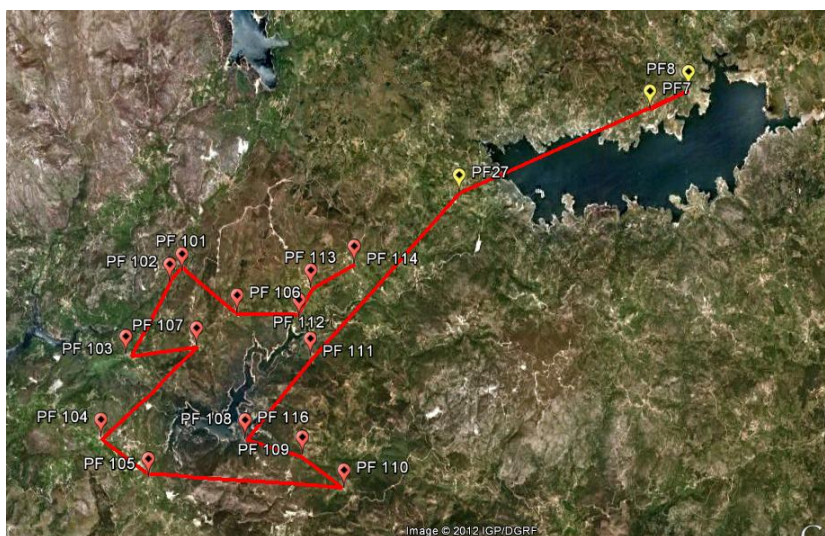 PF8
PF7
PF27
PF 101
PF 102
PF 113
PF 114
PF 106
PF 112
PF 107
PF 103
PF 111
PF 104
PF 108
PF 116
PF 109
PF 105
PF 110
Image © 2012 IGP/DGRF